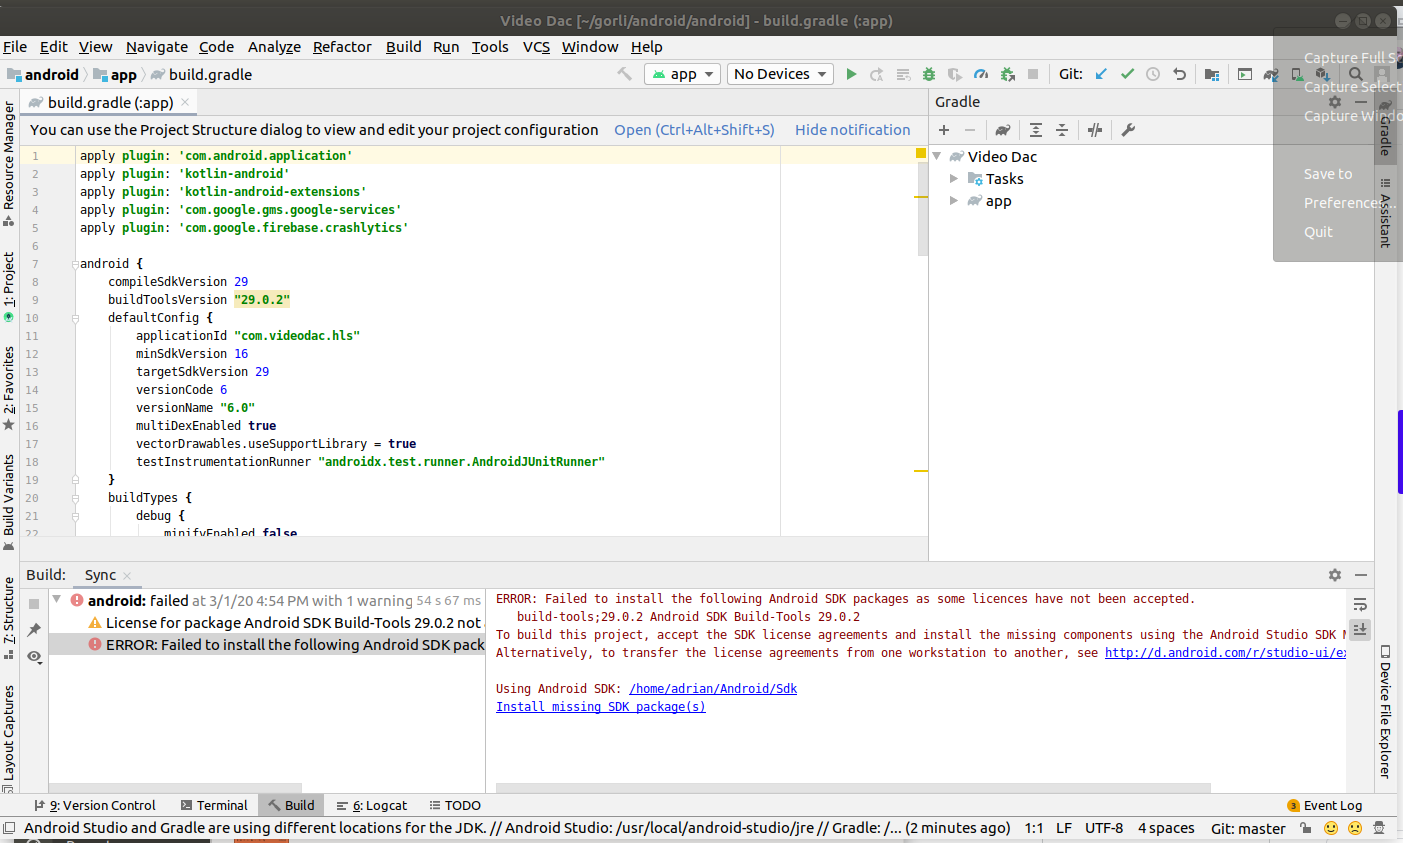 Video Dac [~/gorli/android/android] - build.gradle (:app)
File Edit View Navigate Code Analyze Refactor Build Run Tools VCS Window Help
android app build.gradle
app No Devices Git:
Capture Full S
Capture Select
Capture Windo
Save to
Preferences...
Quit
build.gradle (:app)
You can use the Project Structure dialog to view and edit your project configuration Open (Ctrl+Alt+Shift+S) Hide notification
1 apply plugin: 'com.android.application'
2 apply plugin: 'kotlin-android'
3 apply plugin: 'kotlin-android-extensions'
4 apply plugin: 'com.google.gms.google-services'
5 apply plugin: 'com.google.firebase.crashlytics'
6
7 android {
8 compileSdkVersion 29
9 buildToolsVersion "29.0.2"
10 defaultConfig {
11 applicationId "com.videodac.hls"
12 minSdkVersion 16
13 targetSdkVersion 29
14 versionCode 6
15 versionName "6.0"
16 multiDexEnabled true
17 vectorDrawables.useSupportLibrary = true
18 testInstrumentationRunner "androidx.test.runner.AndroidJUnitRunner"
19 }
20 buildTypes {
21 debug {
22 minifyEnabled false
Gradle
Video Dac
Tasks
app
Resource Manager
1: Project
2: Favorites
Build Variants
7: Structure
Layout Captures
Gradle
Assistant
Device File Explorer
Build: Sync
android: failed at 3/1/20 4:54 PM with 1 warning 54 s 67 ms
License for package Android SDK Build-Tools 29.0.2 not
ERROR: Failed to install the following Android SDK pack
ERROR: Failed to install the following Android SDK packages as some licences have not been accepted.
build-tools;29.0.2 Android SDK Build-Tools 29.0.2
To build this project, accept the SDK license agreements and install the missing components using the Android Studio SDK M
Alternatively, to transfer the license agreements from one workstation to another, see http://d.android.com/r/studio-ui/ex
Using Android SDK: /home/adrian/Android/Sdk
Install missing SDK package(s)
9: Version Control Terminal Build 6: Logcat TODO 3 Event Log
Android Studio and Gradle are using different locations for the JDK. // Android Studio: /usr/local/android-studio/jre // Gradle: /... (2 minutes ago) 1:1 LF UTF-8 4 spaces Git: master